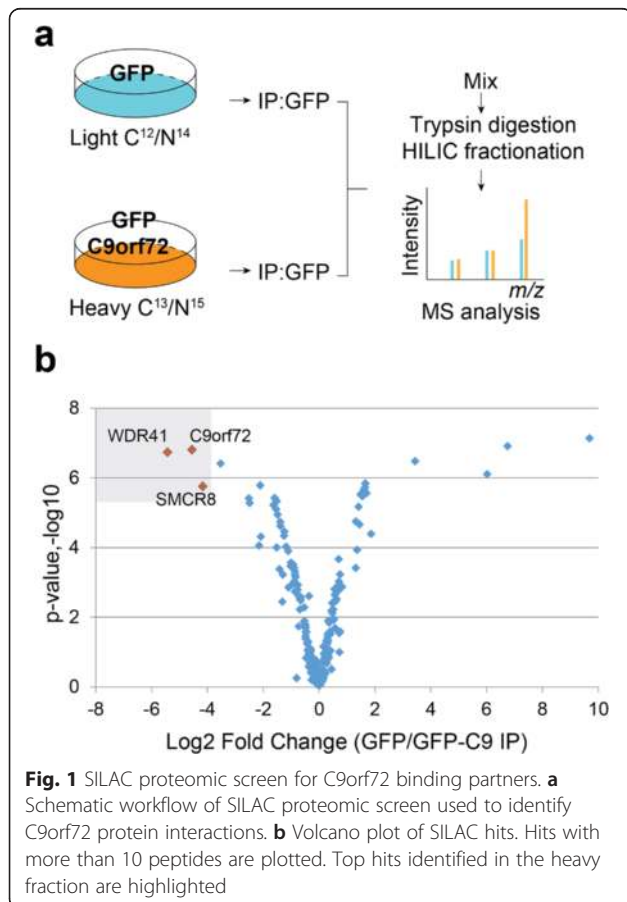 a
GFP
Light C¹²/N¹⁴
→ IP:GFP
GFP
C9orf72
Heavy C¹³/N¹⁵
→ IP:GFP
Mix
Trypsin digestion
HILIC fractionation
Intensity
m/z
MS analysis
b
8
6
4
2
0
p-value,-log10
WDR41
C9orf72
SMCR8
-8 -6 -4 -2 0 2 4 6 8 10
Log2 Fold Change (GFP/GFP-C9 IP)
Fig. 1 SILAC proteomic screen for C9orf72 binding partners. a
Schematic workflow of SILAC proteomic screen used to identify
C9orf72 protein interactions. b Volcano plot of SILAC hits. Hits with
more than 10 peptides are plotted. Top hits identified in the heavy
fraction are highlighted